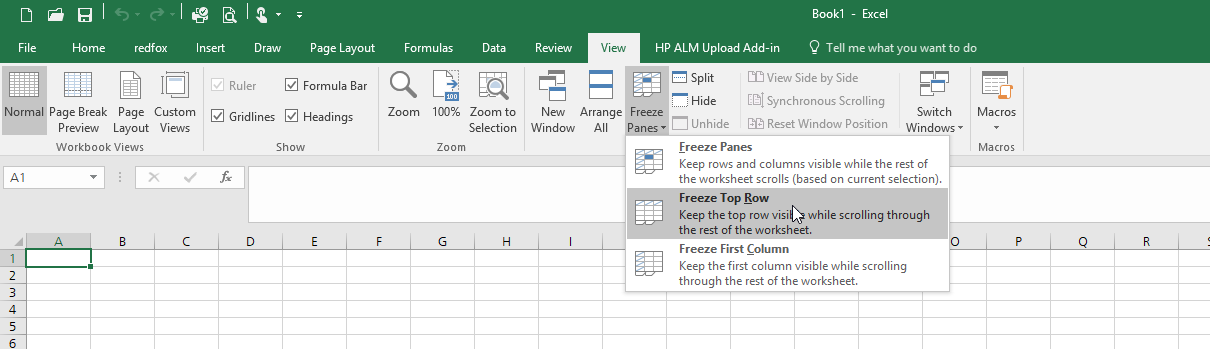 Book1 - Excel
File Home redfox Insert Draw Page Layout Formulas Data Review View HP ALM Upload Add-in Tell me what you want to do
Normal
Page Break
Preview
Page
Layout
Custom
Views
Workbook Views
Ruler
Formula Bar
Gridlines
Headings
Show
Zoom
100
100%
Zoom to
Selection
Zoom
New
Window
Arrange
All
Freeze
Panes
Split
Hide
Unhide
View Side by Side
Synchronous Scrolling
Reset Window Position
Switch
Windows
Macros
Macros
Freeze Panes
Keep rows and columns visible while the rest of
the worksheet scrolls (based on current selection).
Freeze Top Row
Keep the top row visible while scrolling through
the rest of the worksheet.
Freeze First Column
Keep the first column visible while scrolling
through the rest of the worksheet.
A1
fx
A B C D E F G H I O P Q R
1
2
3
4
5
6